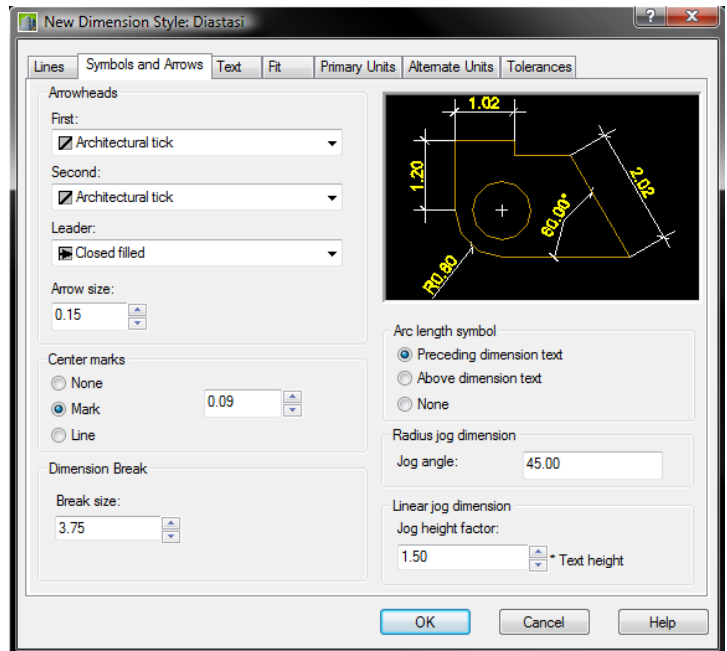 New Dimension Style: Diastasi
Lines
Symbols and Arrows
Text
Fit
Primary Units
Alternate Units
Tolerances
Arrowheads
First:
Architectural tick
Second:
Architectural tick
Leader:
Closed filled
Arrow size:
0.15
Center marks
None
Mark
0.09
Line
Dimension Break
Break size:
3.75
1.02
1.20
2.02
60.00°
R0.80
Arc length symbol
Preceding dimension text
Above dimension text
None
Radius jog dimension
Jog angle:
45.00
Linear jog dimension
Jog height factor:
1.50
* Text height
OK
Cancel
Help